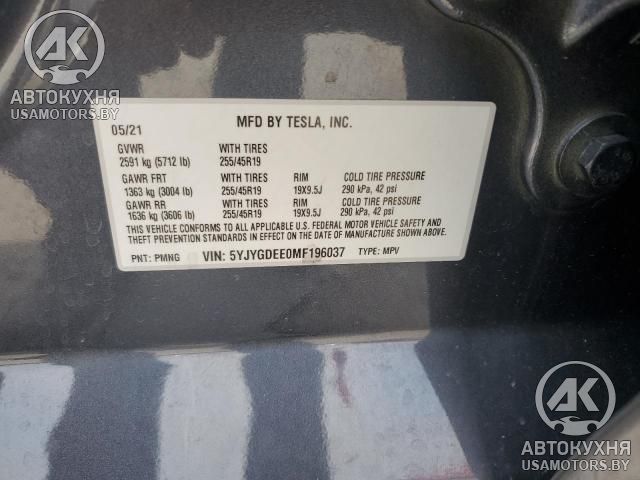 АК
АВТОКУХНЯ
USAMOTORS.BY
05/21 MFD BY TESLA, INC.
GVWR WITH TIRES
2591 kg (5712 lb) 255/45R19
GAWR FRT WITH TIRES RIM COLD TIRE PRESSURE
1363 kg (3004 lb) 255/45R19 19X9.5J 290 kPa, 42 psi
GAWR RR WITH TIRES RIM COLD TIRE PRESSURE
1636 kg (3606 lb) 255/45R19 19X9.5J 290 kPa, 42 psi
THIS VEHICLE CONFORMS TO ALL APPLICABLE U.S. FEDERAL MOTOR VEHICLE SAFETY AND
THEFT PREVENTION STANDARDS IN EFFECT ON THE DATE OF MANUFACTURE SHOWN ABOVE.
PNT: PMNG VIN: 5YJYGDEE0MF196037 TYPE: MPV
АК
АВТОКУХНЯ
USAMOTORS.BY